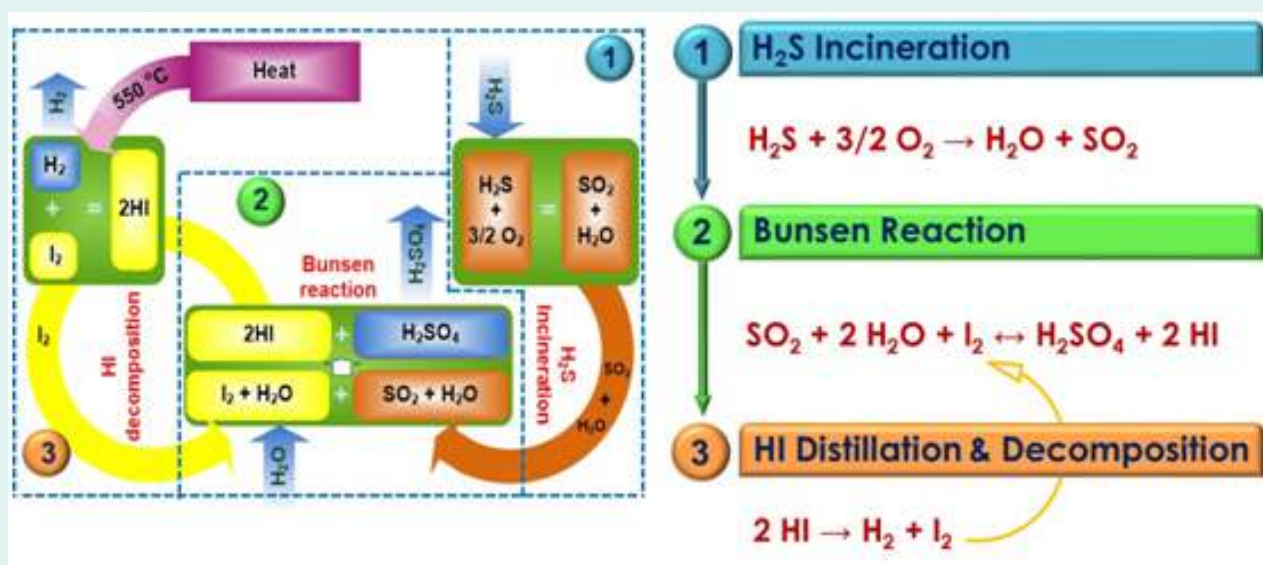 1
Heat
550 °C
H₂
H₂S
H₂
+
I₂
=
2HI
H₂S
+
3/2 O₂
=
SO₂
+
H₂O
2
H₂SO₄
Bunsen
reaction
2HI
+
H₂SO₄
I₂ + H₂O
+
SO₂ + H₂O
I₂
HI
decomposition
H₂S
Incineration
SO₂
+
H₂O
3
H₂O
1
H₂S Incineration
H₂S + 3/2 O₂ → H₂O + SO₂
2
Bunsen Reaction
SO₂ + 2 H₂O + I₂ ↔ H₂SO₄ + 2 HI
3
HI Distillation & Decomposition
2 HI → H₂ + I₂